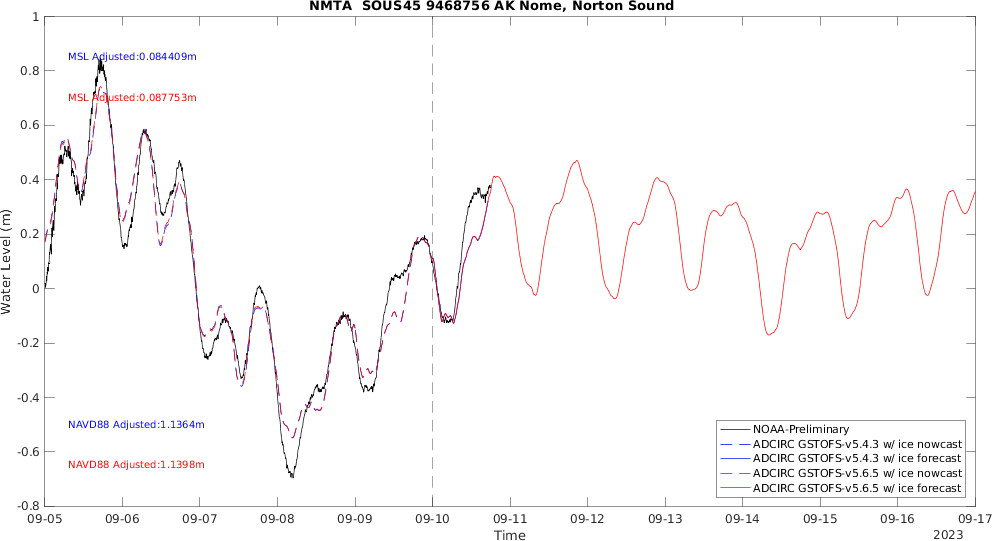 NMTA  SOUS45 9468756 AK Nome, Norton Sound
1
0.8
0.6
0.4
0.2
0
-0.2
-0.4
-0.6
-0.8
Water Level (m)
MSL Adjusted:0.084409m
MSL Adjusted:0.087753m
NAVD88 Adjusted:1.1364m
NAVD88 Adjusted:1.1398m
NOAA-Preliminary
ADCIRC GSTOFS-v5.4.3 w/ ice nowcast
ADCIRC GSTOFS-v5.4.3 w/ ice forecast
ADCIRC GSTOFS-v5.6.5 w/ ice nowcast
ADCIRC GSTOFS-v5.6.5 w/ ice forecast
09-05 09-06 09-07 09-08 09-09 09-10 09-11 09-12 09-13 09-14 09-15 09-16 09-17
Time
2023